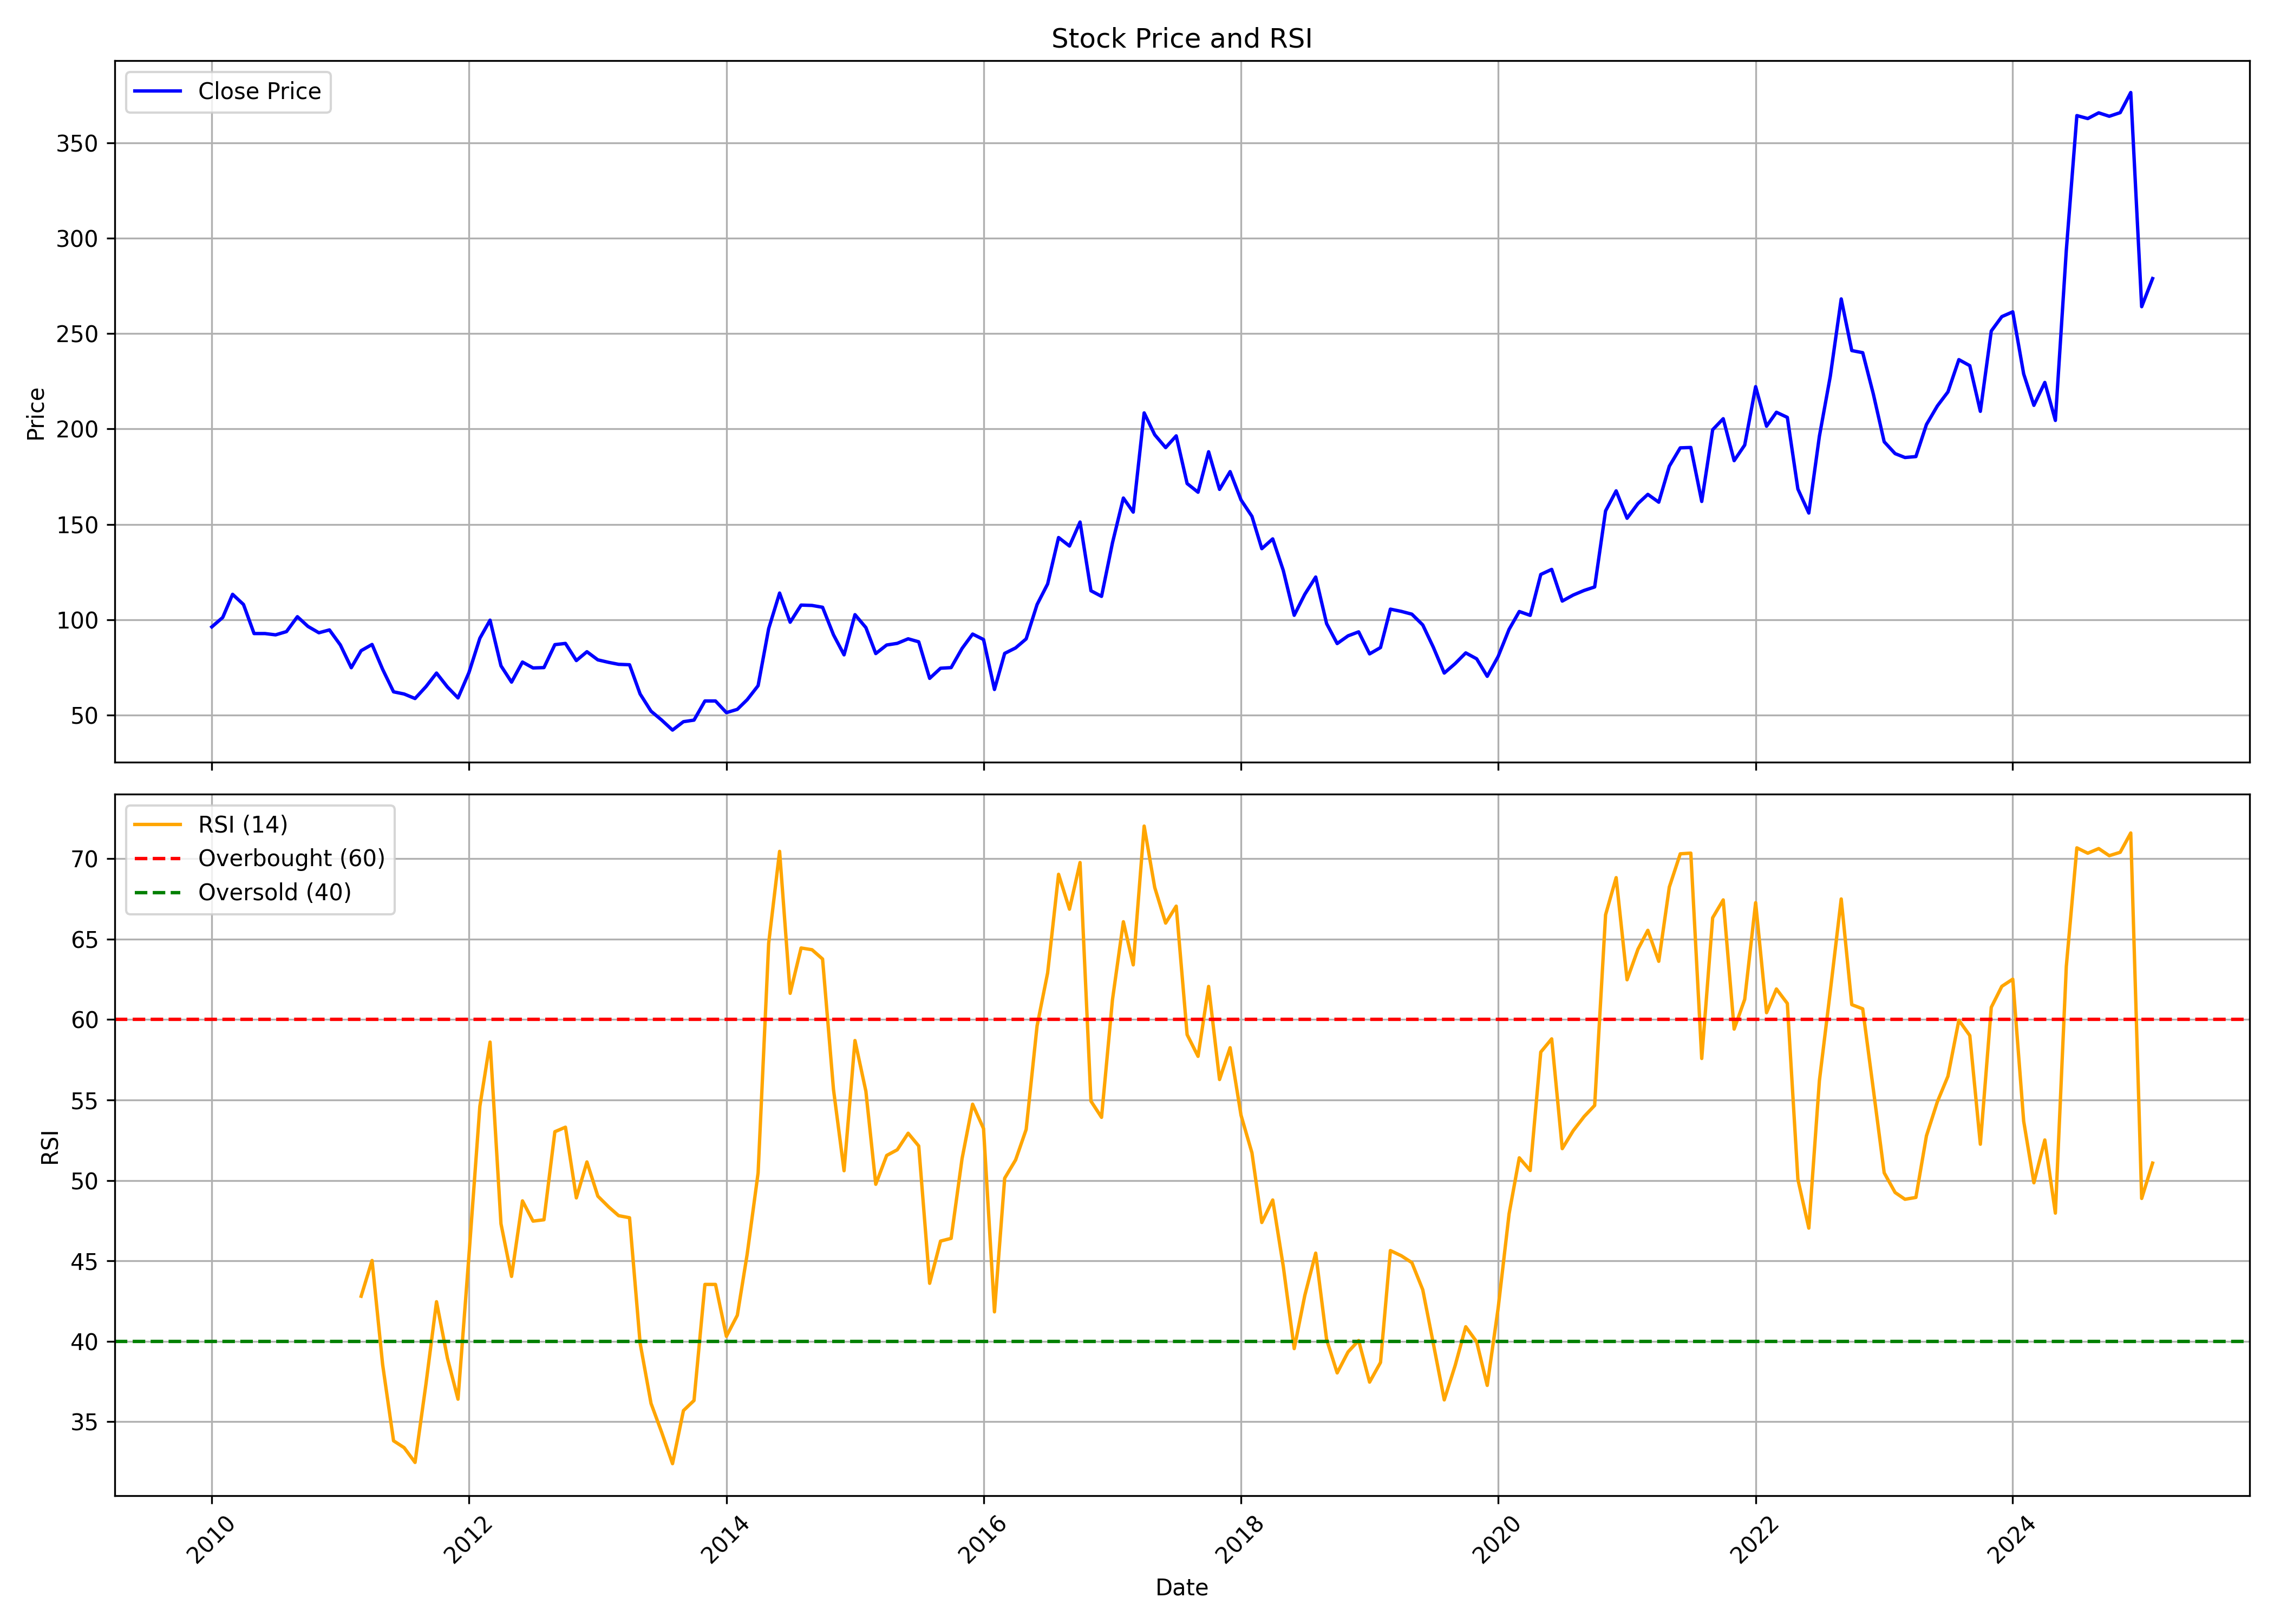 Stock Price and RSI
Close Price
350
300
250
200
150
100
50
Price
RSI (14)
Overbought (60)
Oversold (40)
70
65
60
55
50
45
40
35
RSI
2010
2012
2014
2016
2018
2020
2022
2024
Date